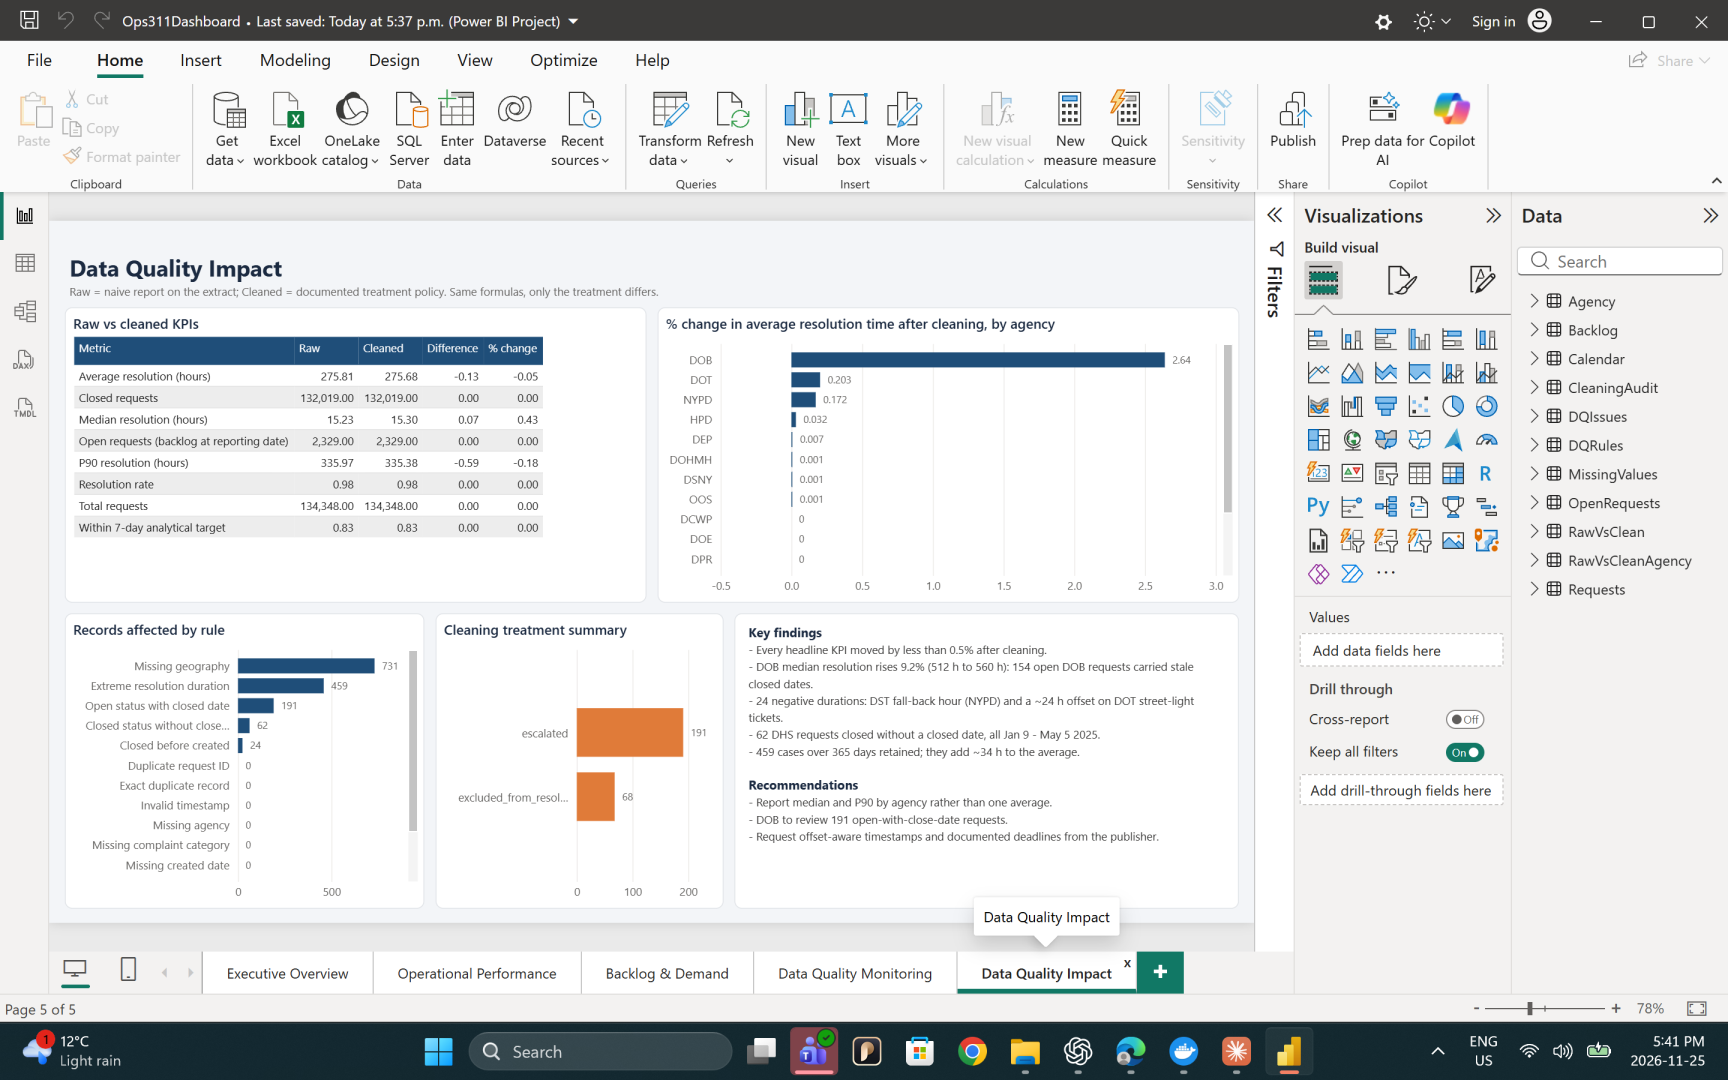 Ops311Dashboard • Last saved: Today at 5:37 p.m. (Power BI Project)
Sign in
File Home Insert Modeling Design View Optimize Help
Share
Paste
Cut
Copy
Format painter
Clipboard
Get data
Excel workbook
OneLake catalog
SQL Server
Enter data
Dataverse
Recent sources
Data
Transform data
Refresh
Queries
New visual
Text box
More visuals
Insert
New visual calculation
New measure
Quick measure
Calculations
Sensitivity
Sensitivity
Publish
Share
Prep data for AI
Copilot
Copilot
Data Quality Impact
Raw = naive report on the extract; Cleaned = documented treatment policy. Same formulas, only the treatment differs.
Raw vs cleaned KPIs
Metric Raw Cleaned Difference % change
Average resolution (hours) 275.81 275.68 -0.13 -0.05
Closed requests 132,019.00 132,019.00 0.00 0.00
Median resolution (hours) 15.23 15.30 0.07 0.43
Open requests (backlog at reporting date) 2,329.00 2,329.00 0.00 0.00
P90 resolution (hours) 335.97 335.38 -0.59 -0.18
Resolution rate 0.98 0.98 0.00 0.00
Total requests 134,348.00 134,348.00 0.00 0.00
Within 7-day analytical target 0.83 0.83 0.00 0.00
% change in average resolution time after cleaning, by agency
DOB 2.64
DOT 0.203
NYPD 0.172
HPD 0.032
DEP 0.007
DOHMH 0.001
DSNY 0.001
OOS 0.001
DCWP 0
DOE 0
DPR 0
-0.5 0.0 0.5 1.0 1.5 2.0 2.5 3.0
Records affected by rule
Missing geography 731
Extreme resolution duration 459
Open status with closed date 191
Closed status without close... 62
Closed before created 24
Duplicate request ID 0
Exact duplicate record 0
Invalid timestamp 0
Missing agency 0
Missing complaint category 0
Missing created date 0
0 500
Cleaning treatment summary
escalated 191
excluded_from_resol... 68
0 100 200
Key findings
- Every headline KPI moved by less than 0.5% after cleaning.
- DOB median resolution rises 9.2% (512 h to 560 h): 154 open DOB requests carried stale
closed dates.
- 24 negative durations: DST fall-back hour (NYPD) and a ~24 h offset on DOT street-light
tickets.
- 62 DHS requests closed without a closed date, all Jan 9 - May 5 2025.
- 459 cases over 365 days retained; they add ~34 h to the average.
Recommendations
- Report median and P90 by agency rather than one average.
- DOB to review 191 open-with-close-date requests.
- Request offset-aware timestamps and documented deadlines from the publisher.
Data Quality Impact
Filters
Visualizations
Build visual
123
R
Py
Values
Add data fields here
Drill through
Cross-report Off
Keep all filters On
Add drill-through fields here
Data
Search
Agency
Backlog
Calendar
CleaningAudit
DQIssues
DQRules
MissingValues
OpenRequests
RawVsClean
RawVsCleanAgency
Requests
DAX
TMDL
Executive Overview
Operational Performance
Backlog & Demand
Data Quality Monitoring
Data Quality Impact x
+
Page 5 of 5
- + 78%
1
12°C
Light rain
Search
ENG
US
5:41 PM
2026-11-25